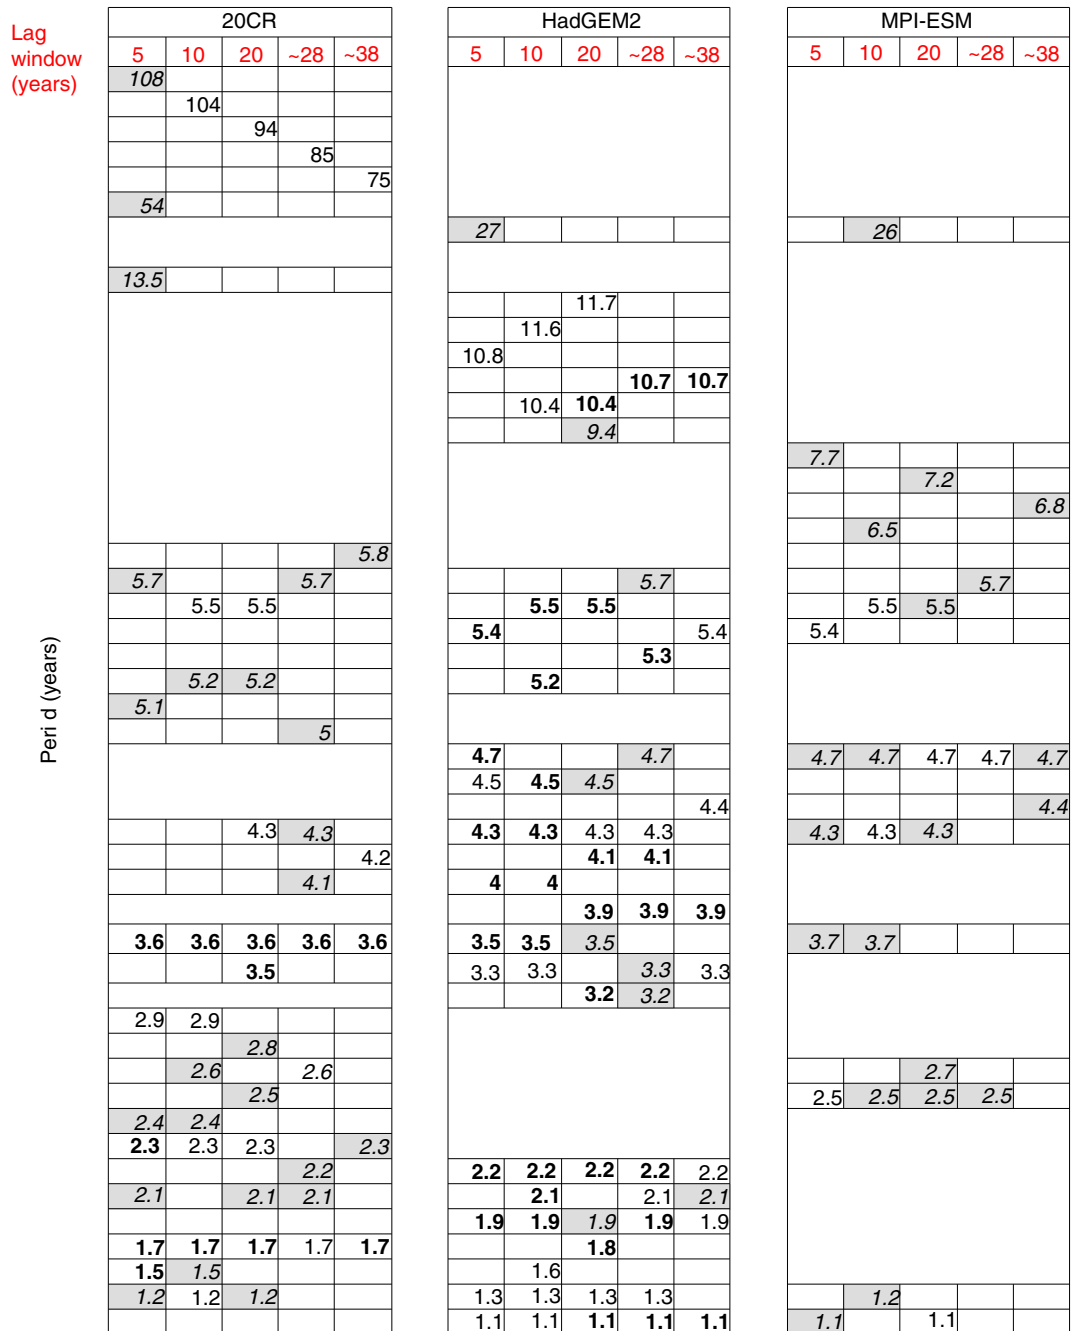 20CR HadGEM2 MPI-ESM
Lag window (years)
5 10 20 ~28 ~38 5 10 20 ~28 ~38 5 10 20 ~28 ~38
108
104
94
85
75
54
27 26
13.5
11.7
11.6
10.8
10.7 10.7
10.4 10.4
9.4
7.7
7.2
6.8
6.5
5.8
5.7 5.7 5.7 5.7
5.5 5.5 5.5 5.5 5.5 5.5
5.4 5.4 5.4
5.3
5.2 5.2 5.2
5.1
5
Peri d (years)
4.7 4.7 4.7 4.7 4.7 4.7 4.7
4.5 4.5 4.5
4.4 4.4
4.3 4.3 4.3 4.3 4.3 4.3 4.3 4.3 4.3
4.2 4.1 4.1
4.1 4 4
3.9 3.9 3.9
3.6 3.6 3.6 3.6 3.6 3.5 3.5 3.5 3.7 3.7
3.5 3.3 3.3 3.3 3.3
3.2 3.2
2.9 2.9
2.8
2.6 2.6 2.7
2.5 2.5 2.5 2.5 2.5
2.4 2.4
2.3 2.3 2.3 2.3
2.2 2.2 2.2 2.2 2.2 2.2
2.1 2.1 2.1 2.1 2.1 2.1
1.9 1.9 1.9 1.9 1.9
1.7 1.7 1.7 1.7 1.7 1.8
1.5 1.5 1.6
1.2 1.2 1.2 1.3 1.3 1.3 1.3 1.2
1.1 1.1 1.1 1.1 1.1 1.1 1.1